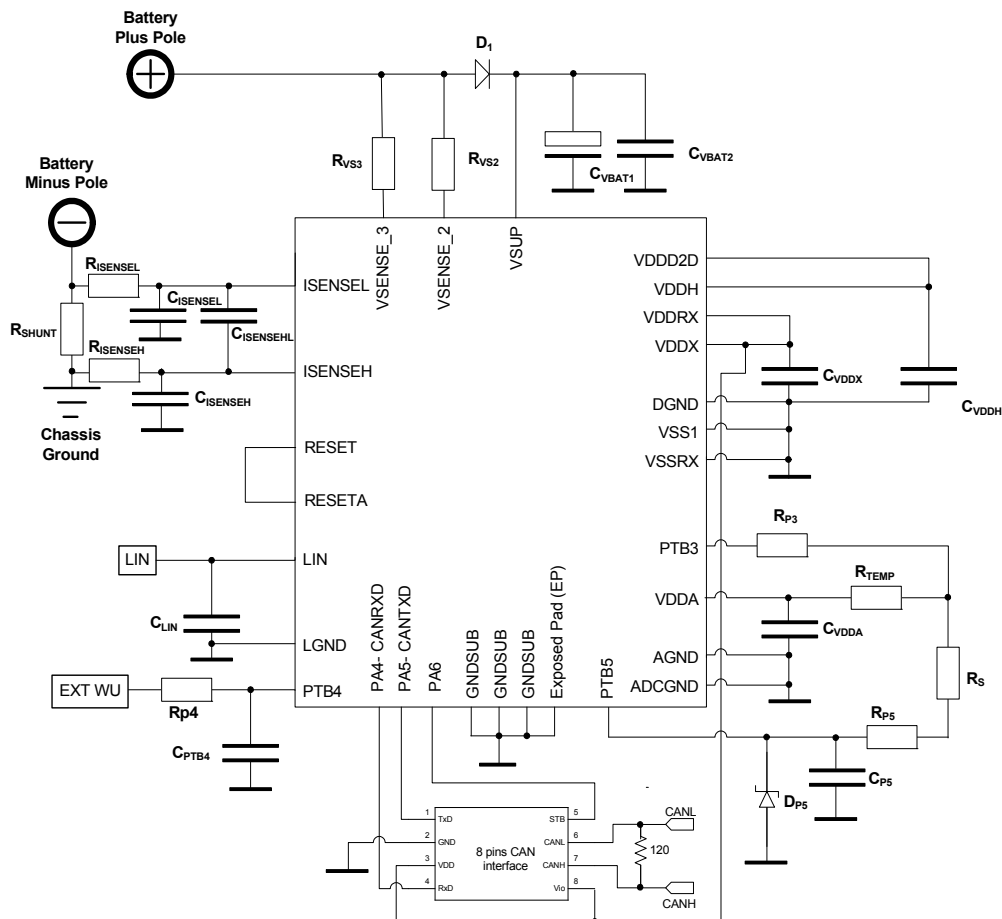 Battery
Plus Pole
D1
RVS3
RVS2
CVBAT1
CVBAT2
Battery
Minus Pole
RISENSEL
CISENSEL
RSHUNT
CISENSEHL
RISENSEH
CISENSEH
Chassis
Ground
VSENSE_3
VSENSE_2
VSUP
ISENSEL
ISENSEH
RESET
RESETA
LIN
LIN
CLIN
LGND
EXT WU
Rp4
PTB4
CPTB4
VDDD2D
VDDH
VDDRX
VDDX
CVDDX
CVDDH
DGND
VSS1
VSSRX
PTB3
RP3
VDDA
RTEMP
CVDDA
AGND
ADCGND
RS
RP5
CP5
DP5
PA4- CANRXD
PA5- CANTXD
PA6
GNDSUB
GNDSUB
GNDSUB
Exposed Pad (EP)
PTB5
-
1 TxD
2 GND
3 VDD
4 RxD
8 pins CAN
interface
STB 5
CANL 6
CANH 7
Vio 8
CANL
120
CANH